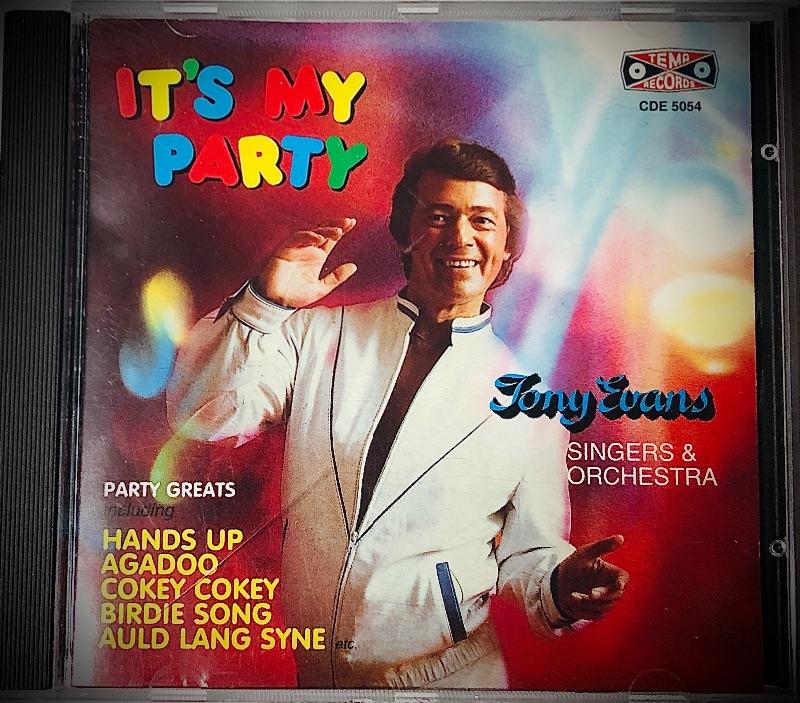 IT'S MY
PARTY
TEMA
RECORDS
CDE 5054
Tony Evans
SINGERS &
ORCHESTRA
PARTY GREATS
including
HANDS UP
AGADOO
COKEY COKEY
BIRDIE SONG
AULD LANG SYNE etc.